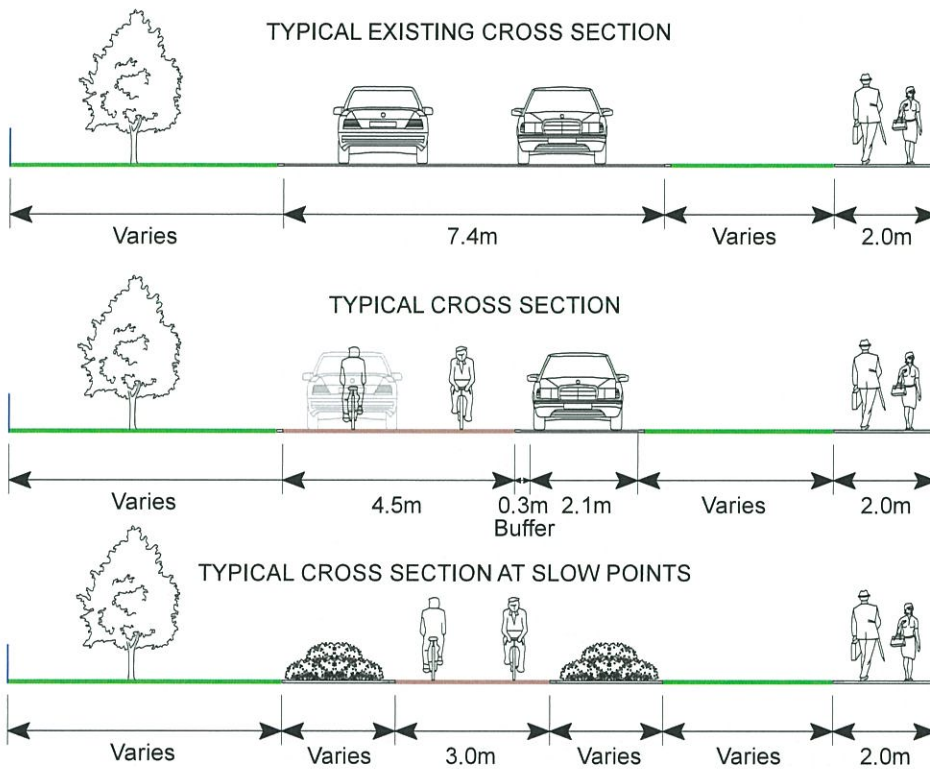 TYPICAL EXISTING CROSS SECTION
Varies 7.4m Varies 2.0m
TYPICAL CROSS SECTION
Varies 4.5m 0.3m 2.1m Varies 2.0m
Buffer
TYPICAL CROSS SECTION AT SLOW POINTS
Varies Varies 3.0m Varies Varies 2.0m